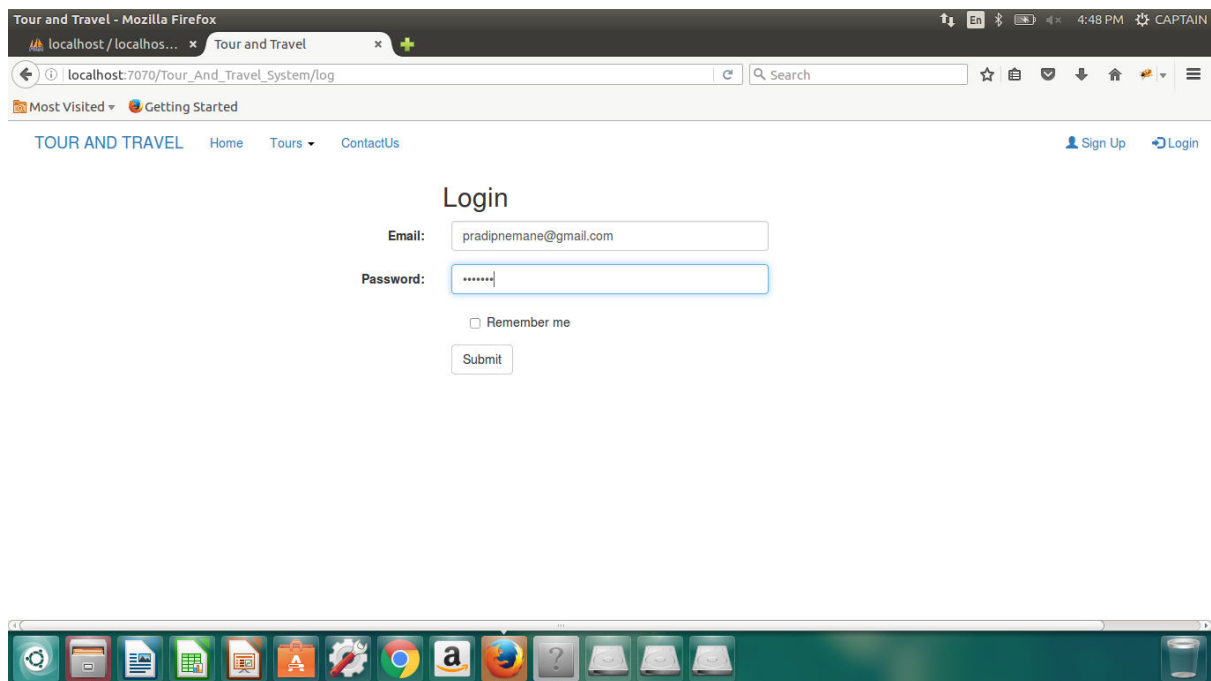 Tour and Travel - Mozilla Firefox En 4:48 PM CAPTAIN
localhost / localhos... × Tour and Travel ×
localhost:7070/Tour_And_Travel_System/log Search
Most Visited Getting Started
TOUR AND TRAVEL Home Tours ContactUs Sign Up Login
Login
Email: pradipnemane@gmail.com
Password: •••••••
Remember me
Submit